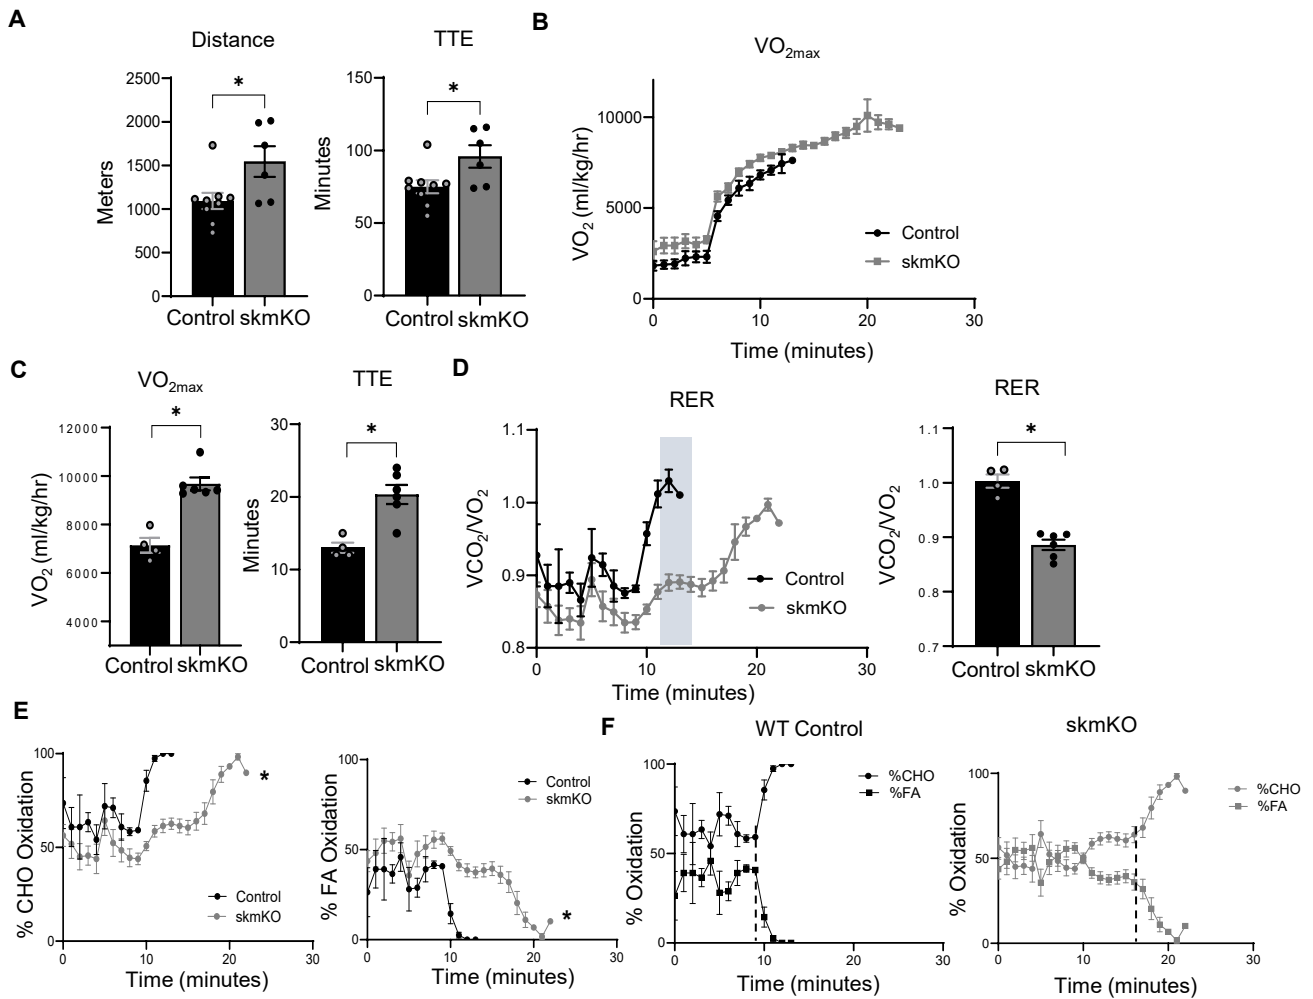 A
Distance
*
Meters
2500
2000
1500
1000
500
0
Control skmKO
TTE
*
Minutes
150
100
50
0
Control skmKO
B
VO2max
VO2 (ml/kg/hr)
10000
5000
0
Control
skmKO
0 10 20 30
Time (minutes)
C
VO2max
*
VO2 (ml/kg/hr)
12000
10000
8000
6000
4000
Control skmKO
TTE
*
Minutes
30
20
10
0
Control skmKO
D
RER
VCO2/VO2
1.1
1.0
0.9
0.8
Control
skmKO
0 10 20 30
Time (minutes)
RER
*
VCO2/VO2
1.1
1.0
0.9
0.8
0.7
Control skmKO
E
% CHO Oxidation
100
50
0
*
Control
skmKO
0 10 20 30
Time (minutes)
% FA Oxidation
100
50
0
Control
skmKO
*
0 10 20 30
Time (minutes)
F
WT Control
% Oxidation
100
50
0
%CHO
%FA
0 10 20 30
Time (minutes)
skmKO
% Oxidation
100
50
0
%CHO
%FA
0 10 20 30
Time (minutes)